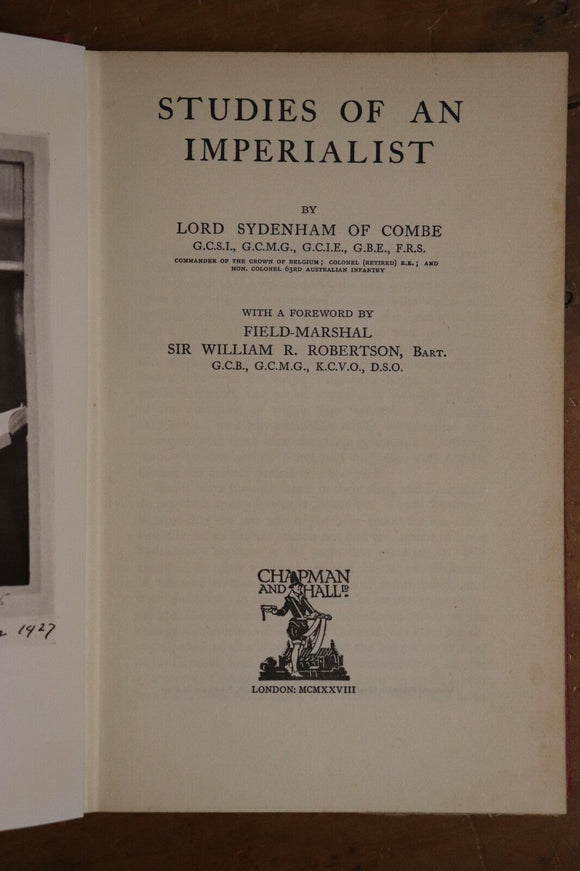 STUDIES OF AN
IMPERIALIST
BY
LORD SYDENHAM OF COMBE
G.C.S.I., G.C.M.G., G.C.I.E., G.B.E., F.R.S.
COMMANDER OF THE CROWN OF BELGIUM; COLONEL (RETIRED) R.E.; AND
HON. COLONEL 63RD AUSTRALIAN INFANTRY
WITH A FOREWORD BY
FIELD-MARSHAL
SIR WILLIAM R. ROBERTSON, BART.
G.C.B., G.C.M.G., K.C.V.O., D.S.O.
CHAPMAN
AND HALL LD
LONDON: MCMXXVIII
1927